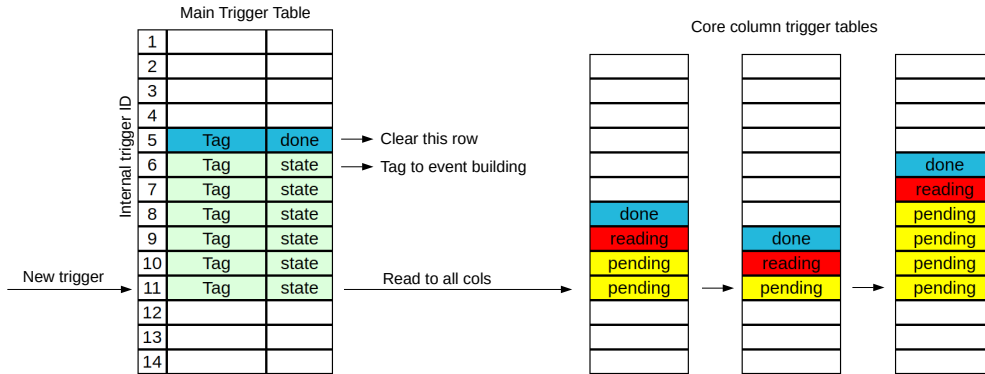 Main Trigger Table
Core column trigger tables
Internal trigger ID
1
2
3
4
5 Tag done Clear this row
6 Tag state Tag to event building done
7 Tag state reading
8 Tag state done pending
9 Tag state reading done pending
10 Tag state pending reading pending
New trigger Read to all cols
11 Tag state pending pending pending
12
13
14